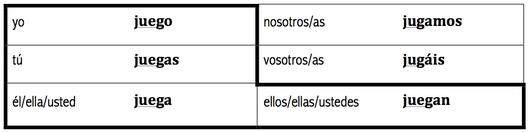 yo juego nosotros/as jugamos
tú juegas vosotros/as jugáis
él/ella/usted juega ellos/ellas/ustedes juegan